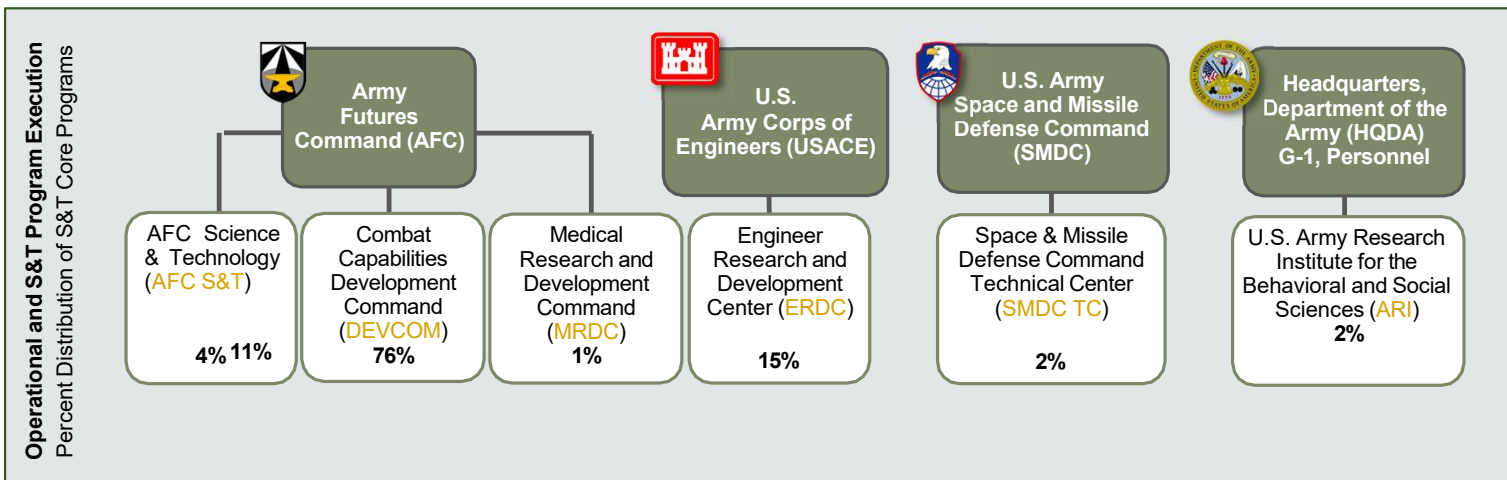 Operational and S&T Program Execution
Percent Distribution of S&T Core Programs
Army
Futures
Command (AFC)
U.S.
Army Corps of
Engineers (USACE)
U.S. Army
Space and Missile
Defense Command
(SMDC)
Headquarters,
Department of the
Army (HQDA)
G-1, Personnel
AFC Science
& Technology
(AFC S&T)
4% 11%
Combat
Capabilities
Development
Command
(DEVCOM)
76%
Medical
Research and
Development
Command
(MRDC)
1%
Engineer
Research and
Development
Center (ERDC)
15%
Space & Missile
Defense Command
Technical Center
(SMDC TC)
2%
U.S. Army Research
Institute for the
Behavioral and Social
Sciences (ARI)
2%